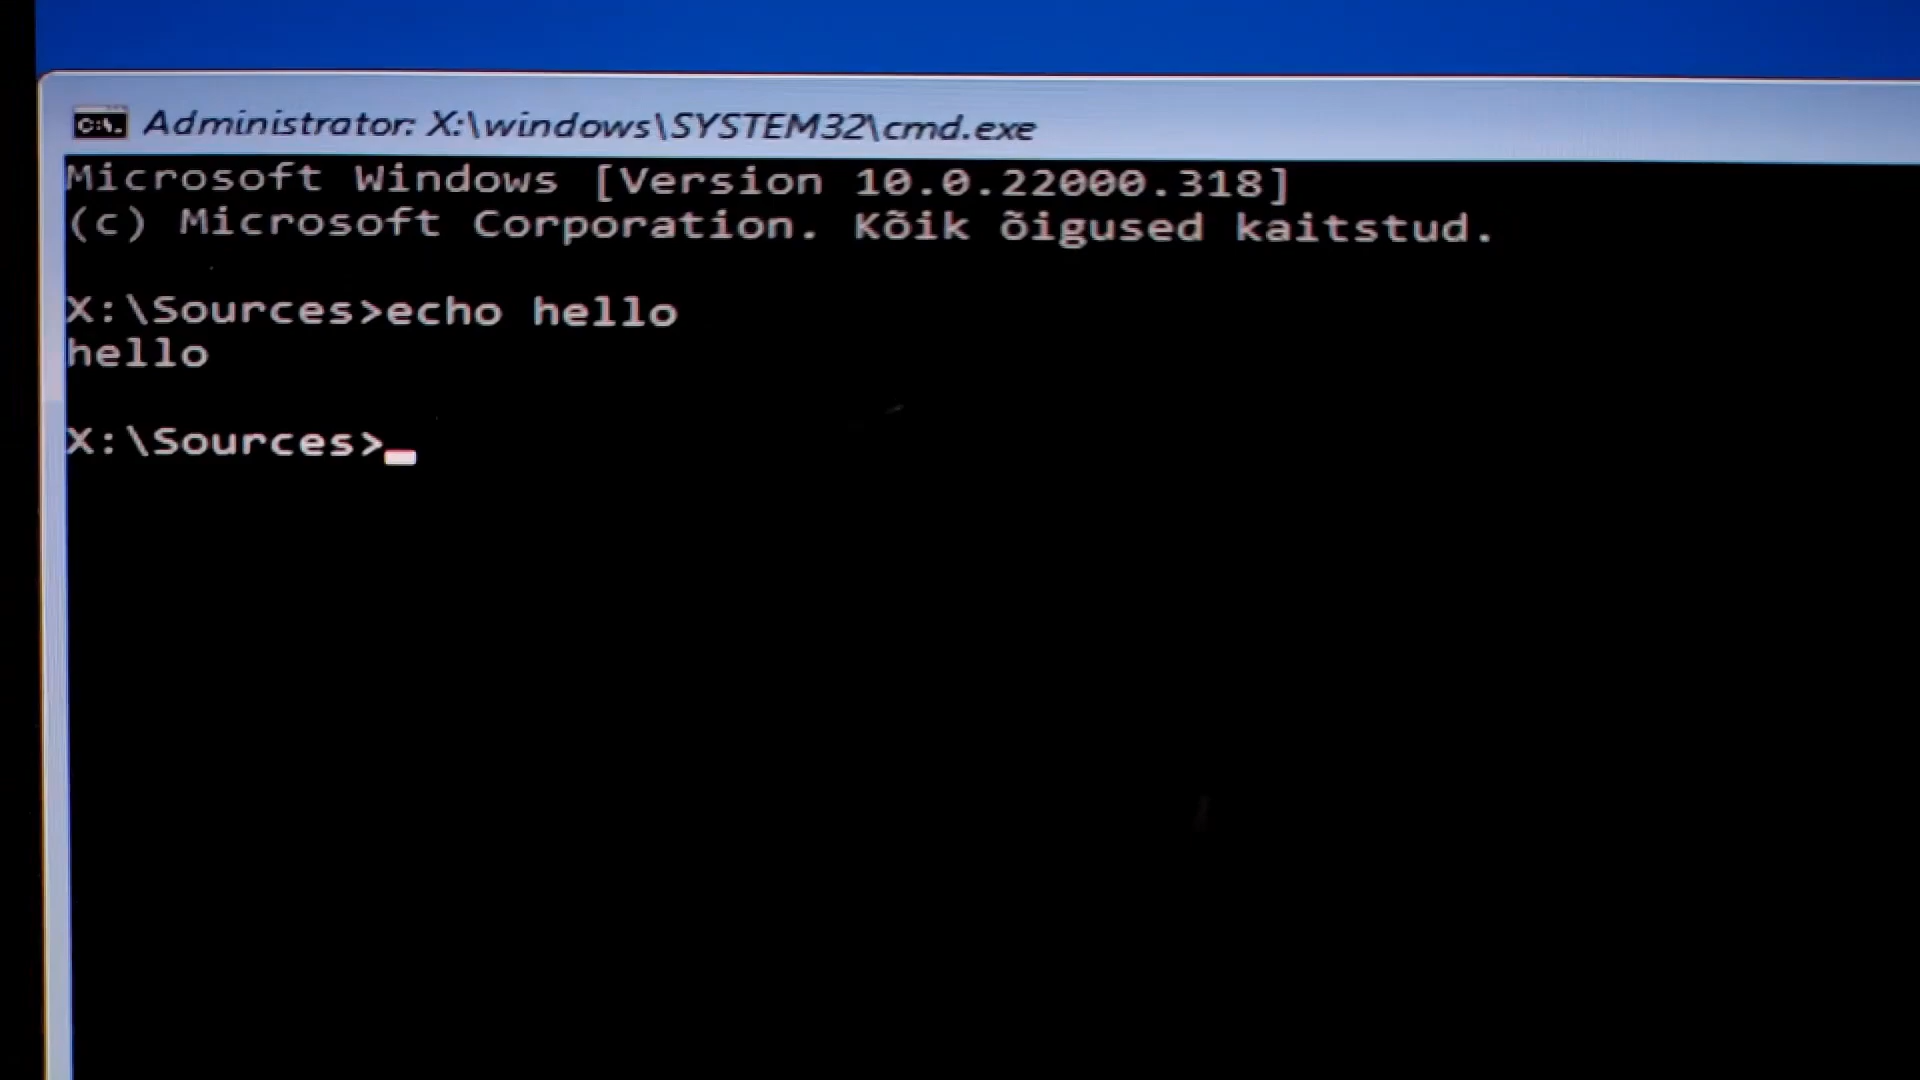 Administrator: X:\windows\SYSTEM32\cmd.exe
Microsoft Windows [Version 10.0.22000.318]
(c) Microsoft Corporation. Kõik õigused kaitstud.
X:\Sources>echo hello
hello
X:\Sources>